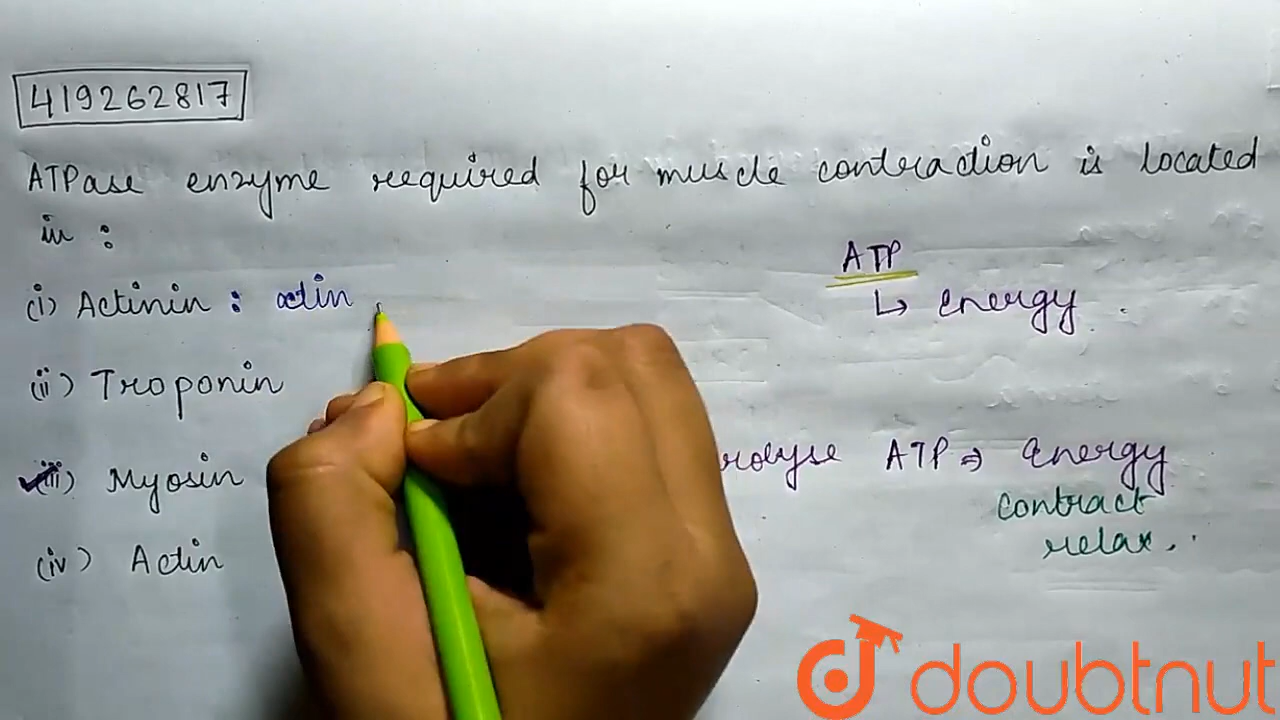 419262817
ATPase enzyme required for muscle contraction is located
in :
(i) Actinin : actin
ATP
↳ energy .
(ii) Troponin
(iii) Myosin
ATP ⇒ energy
contract
relax .
(iv) Actin
doubtnut